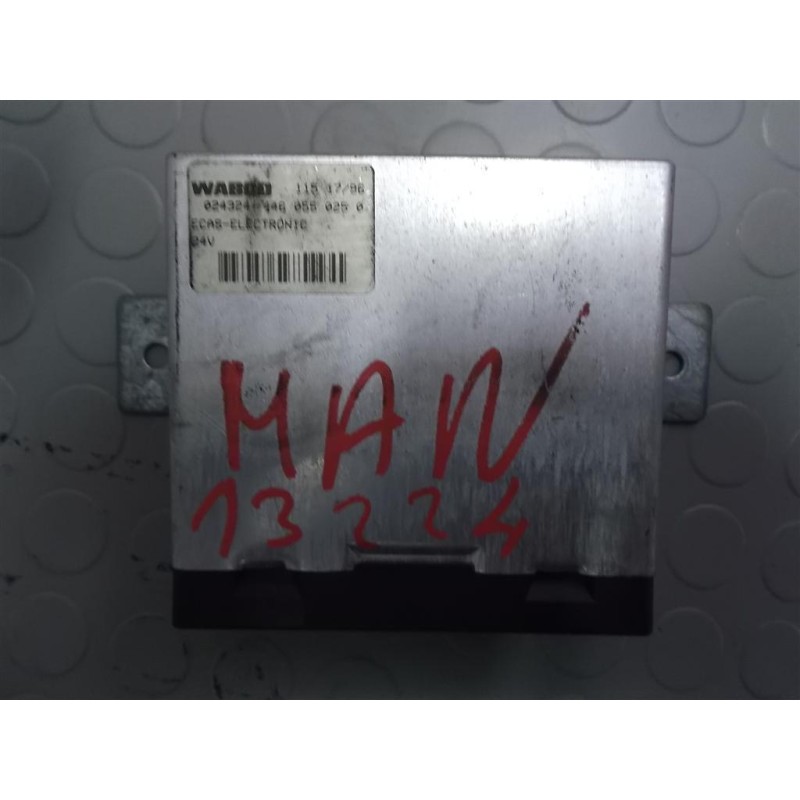 WABCO 115 17/96
024324 446 055 025 0
ECAS-ELECTRONIC
24V
MAN
13224